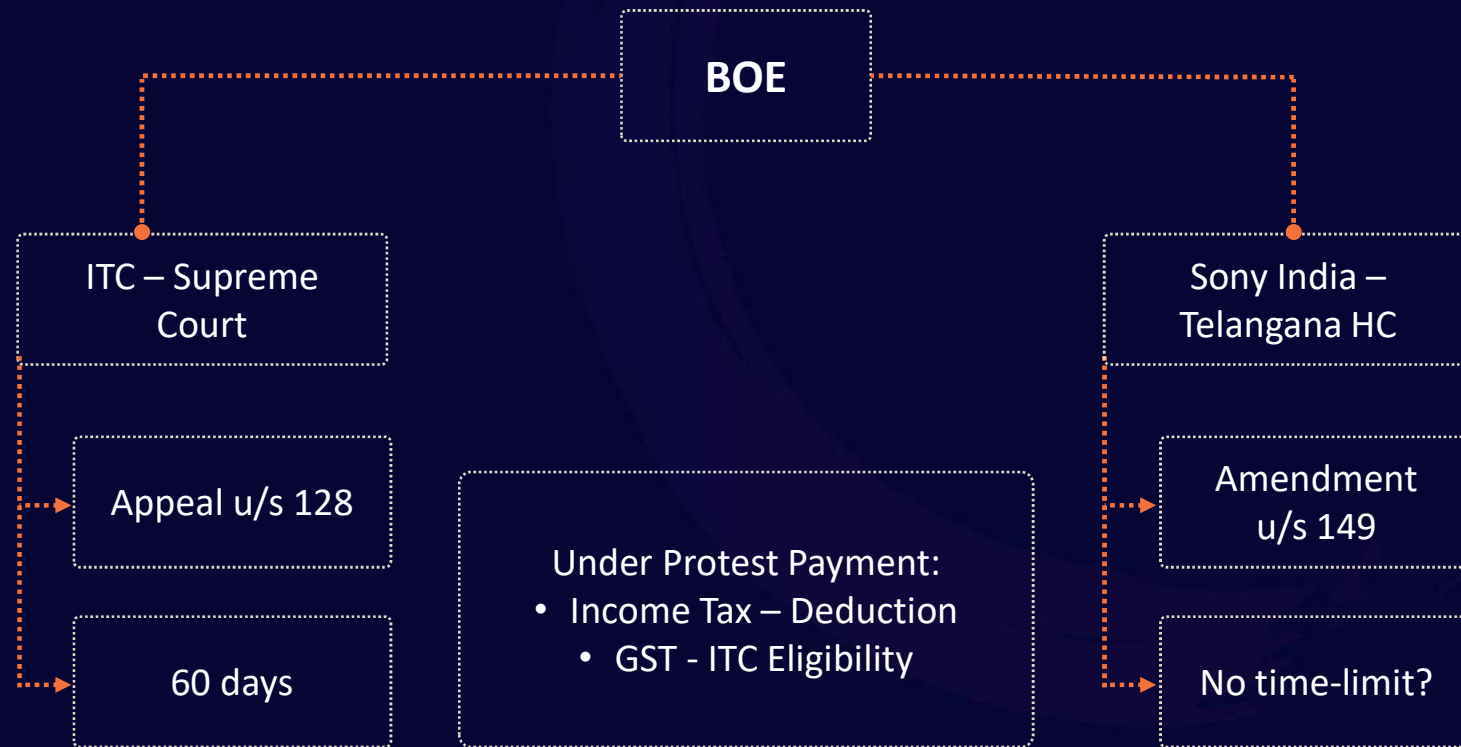 BOE
ITC – Supreme
Court
Appeal u/s 128
60 days
Under Protest Payment:
• Income Tax – Deduction
• GST - ITC Eligibility
Sony India –
Telangana HC
Amendment
u/s 149
No time-limit?